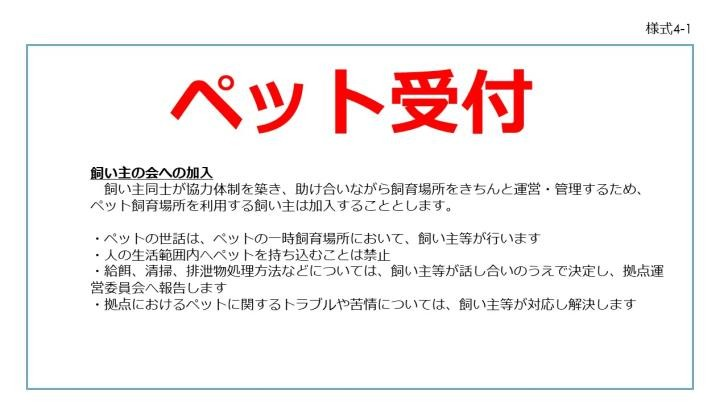 様式4-1
ペット受付
飼い主の会への加入
　飼い主同士が協力体制を築き、助け合いながら飼育場所をきちんと運営・管理するため、
ペット飼育場所を利用する飼い主は加入することとします。
・ペットの世話は、ペットの一時飼育場所において、飼い主等が行います
・人の生活範囲内へペットを持ち込むことは禁止
・給餌、清掃、排泄物処理方法などについては、飼い主等が話し合いのうえで決定し、拠点運
営委員会へ報告します
・拠点におけるペットに関するトラブルや苦情については、飼い主等が対応し解決します